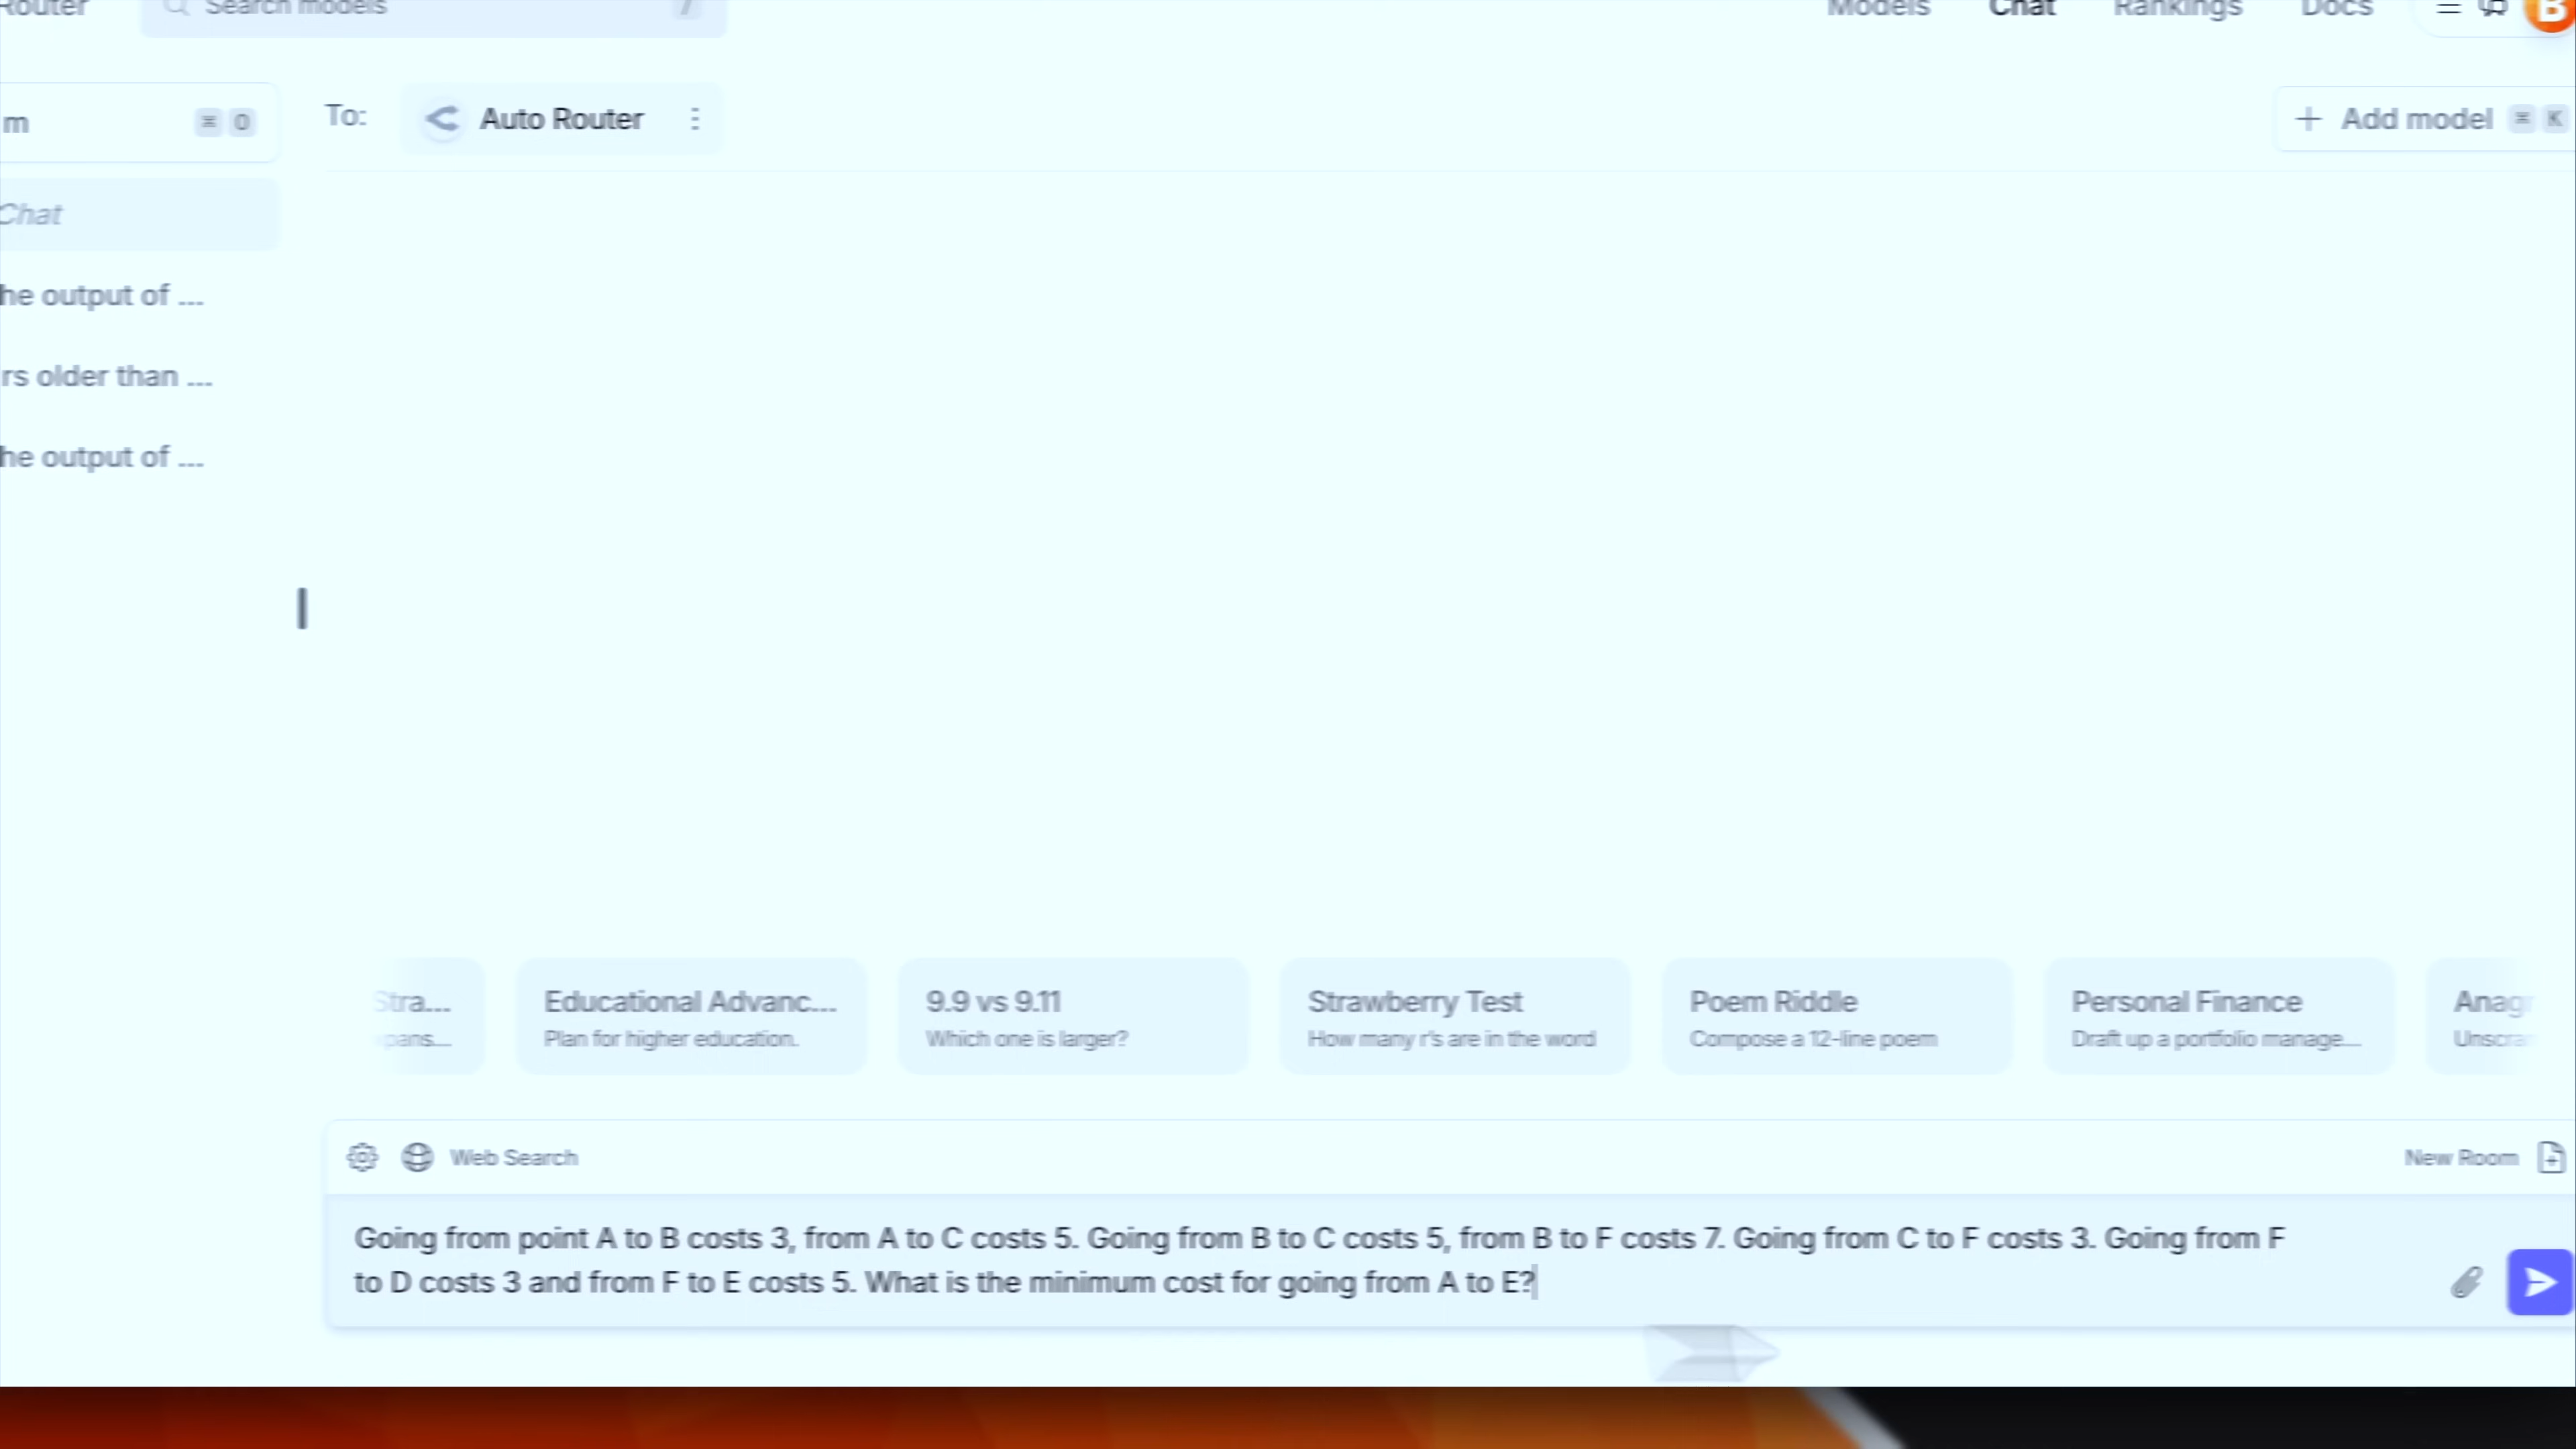 Router
Search models
/
Models
Chat
Rankings
Docs
B
m
⌘ O
To:
Auto Router
+ Add model ⌘ K
Chat
he output of ...
rs older than ...
he output of ...
Stra...
pans...
Educational Advanc...
Plan for higher education.
9.9 vs 9.11
Which one is larger?
Strawberry Test
How many r's are in the word
Poem Riddle
Compose a 12-line poem
Personal Finance
Draft up a portfolio manage...
Anagr
Unscram
Web Search
New Room
Going from point A to B costs 3, from A to C costs 5. Going from B to C costs 5, from B to F costs 7. Going from C to F costs 3. Going from F
to D costs 3 and from F to E costs 5. What is the minimum cost for going from A to E?